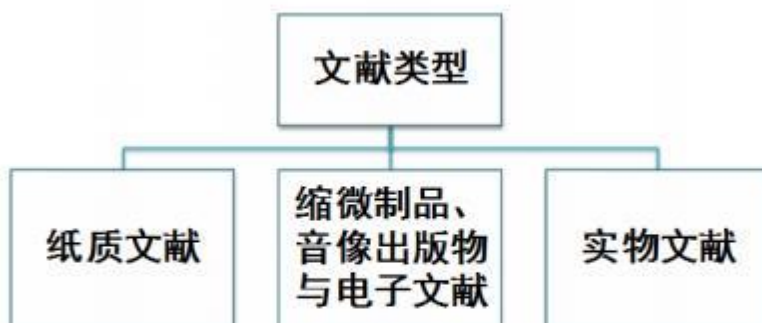 文献类型
纸质文献
缩微制品、
音像出版物
与电子文献
实物文献